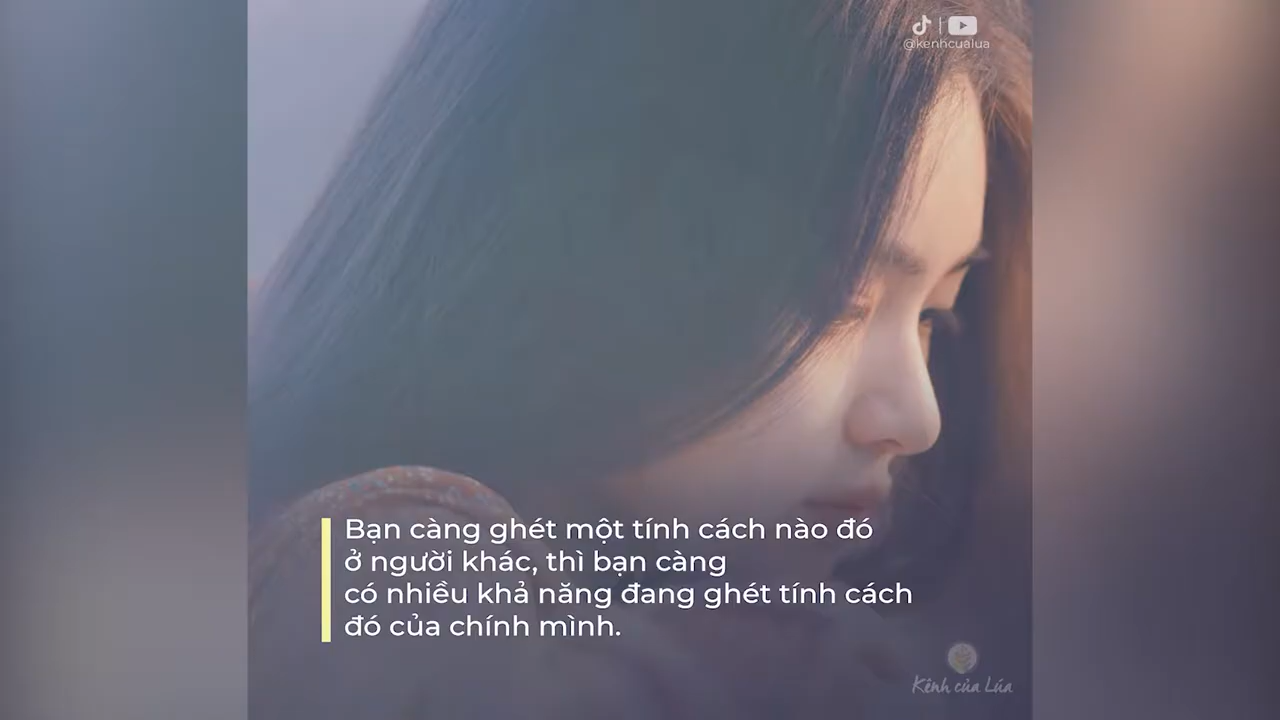 @kenhcualua
Bạn càng ghét một tính cách nào đó
ở người khác, thì bạn càng
có nhiều khả năng đang ghét tính cách
đó của chính mình.
Kênh của Lúa